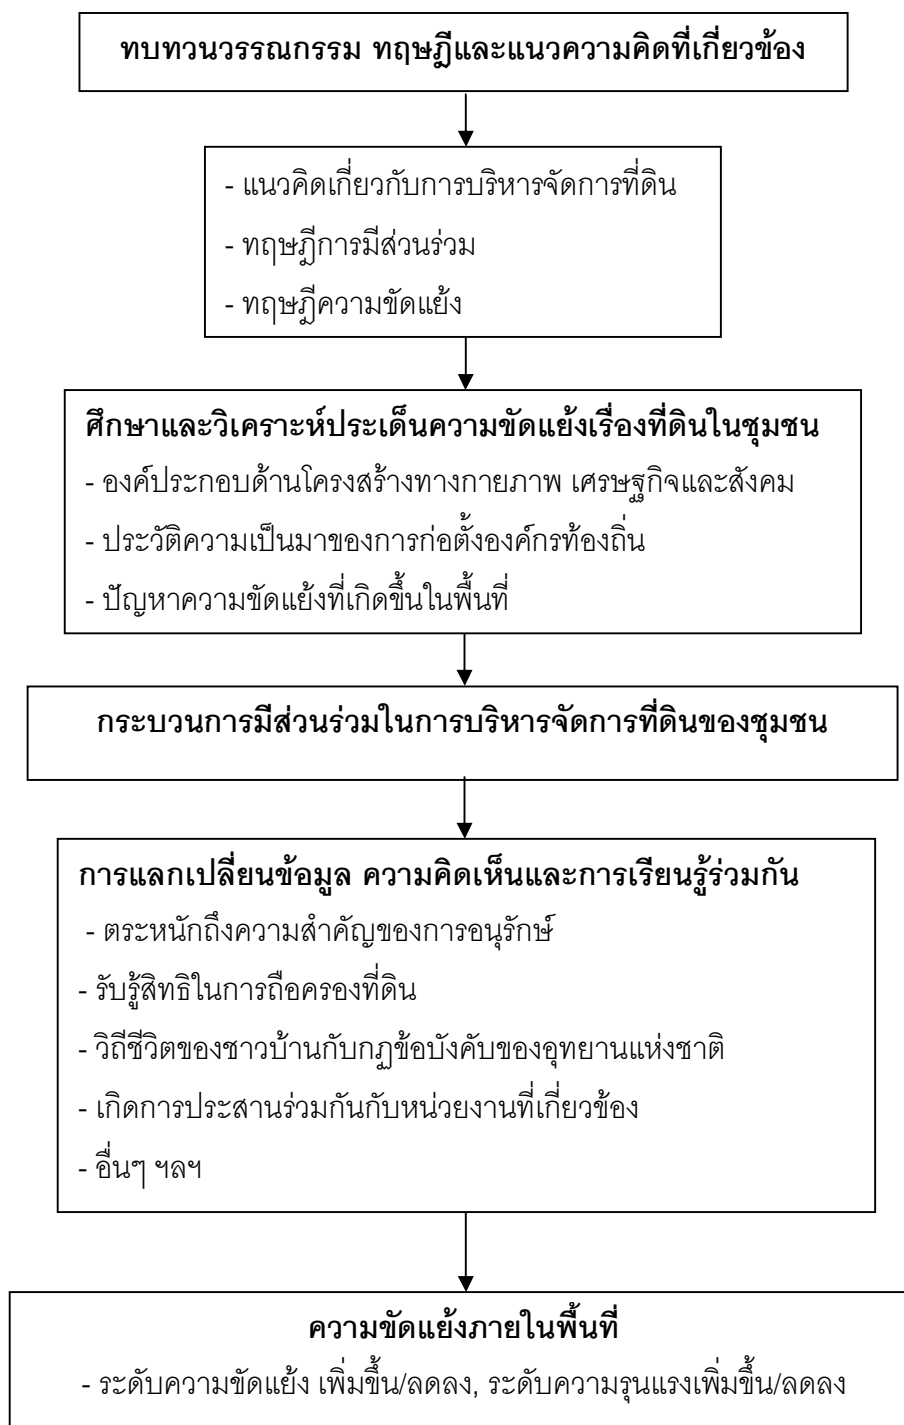 ทบทวนวรรณกรรม ทฤษฎีและแนวความคิดที่เกี่ยวข้อง
- แนวคิดเกี่ยวกับการบริหารจัดการที่ดิน
- ทฤษฎีการมีส่วนร่วม
- ทฤษฎีความขัดแย้ง
ศึกษาและวิเคราะห์ประเด็นความขัดแย้งเรื่องที่ดินในชุมชน
- องค์ประกอบด้านโครงสร้างทางกายภาพ เศรษฐกิจและสังคม
- ประวัติความเป็นมาของการก่อตั้งองค์กรท้องถิ่น
- ปัญหาความขัดแย้งที่เกิดขึ้นในพื้นที่
กระบวนการมีส่วนร่วมในการบริหารจัดการที่ดินของชุมชน
การแลกเปลี่ยนข้อมูล ความคิดเห็นและการเรียนรู้ร่วมกัน
- ตระหนักถึงความสำคัญของการอนุรักษ์
- รับรู้สิทธิในการถือครองที่ดิน
- วิถีชีวิตของชาวบ้านกับกฎข้อบังคับของอุทยานแห่งชาติ
- เกิดการประสานร่วมกันกับหน่วยงานที่เกี่ยวข้อง
- อื่นๆ ฯลฯ
ความขัดแย้งภายในพื้นที่
- ระดับความขัดแย้ง เพิ่มขึ้น/ลดลง, ระดับความรุนแรงเพิ่มขึ้น/ลดลง